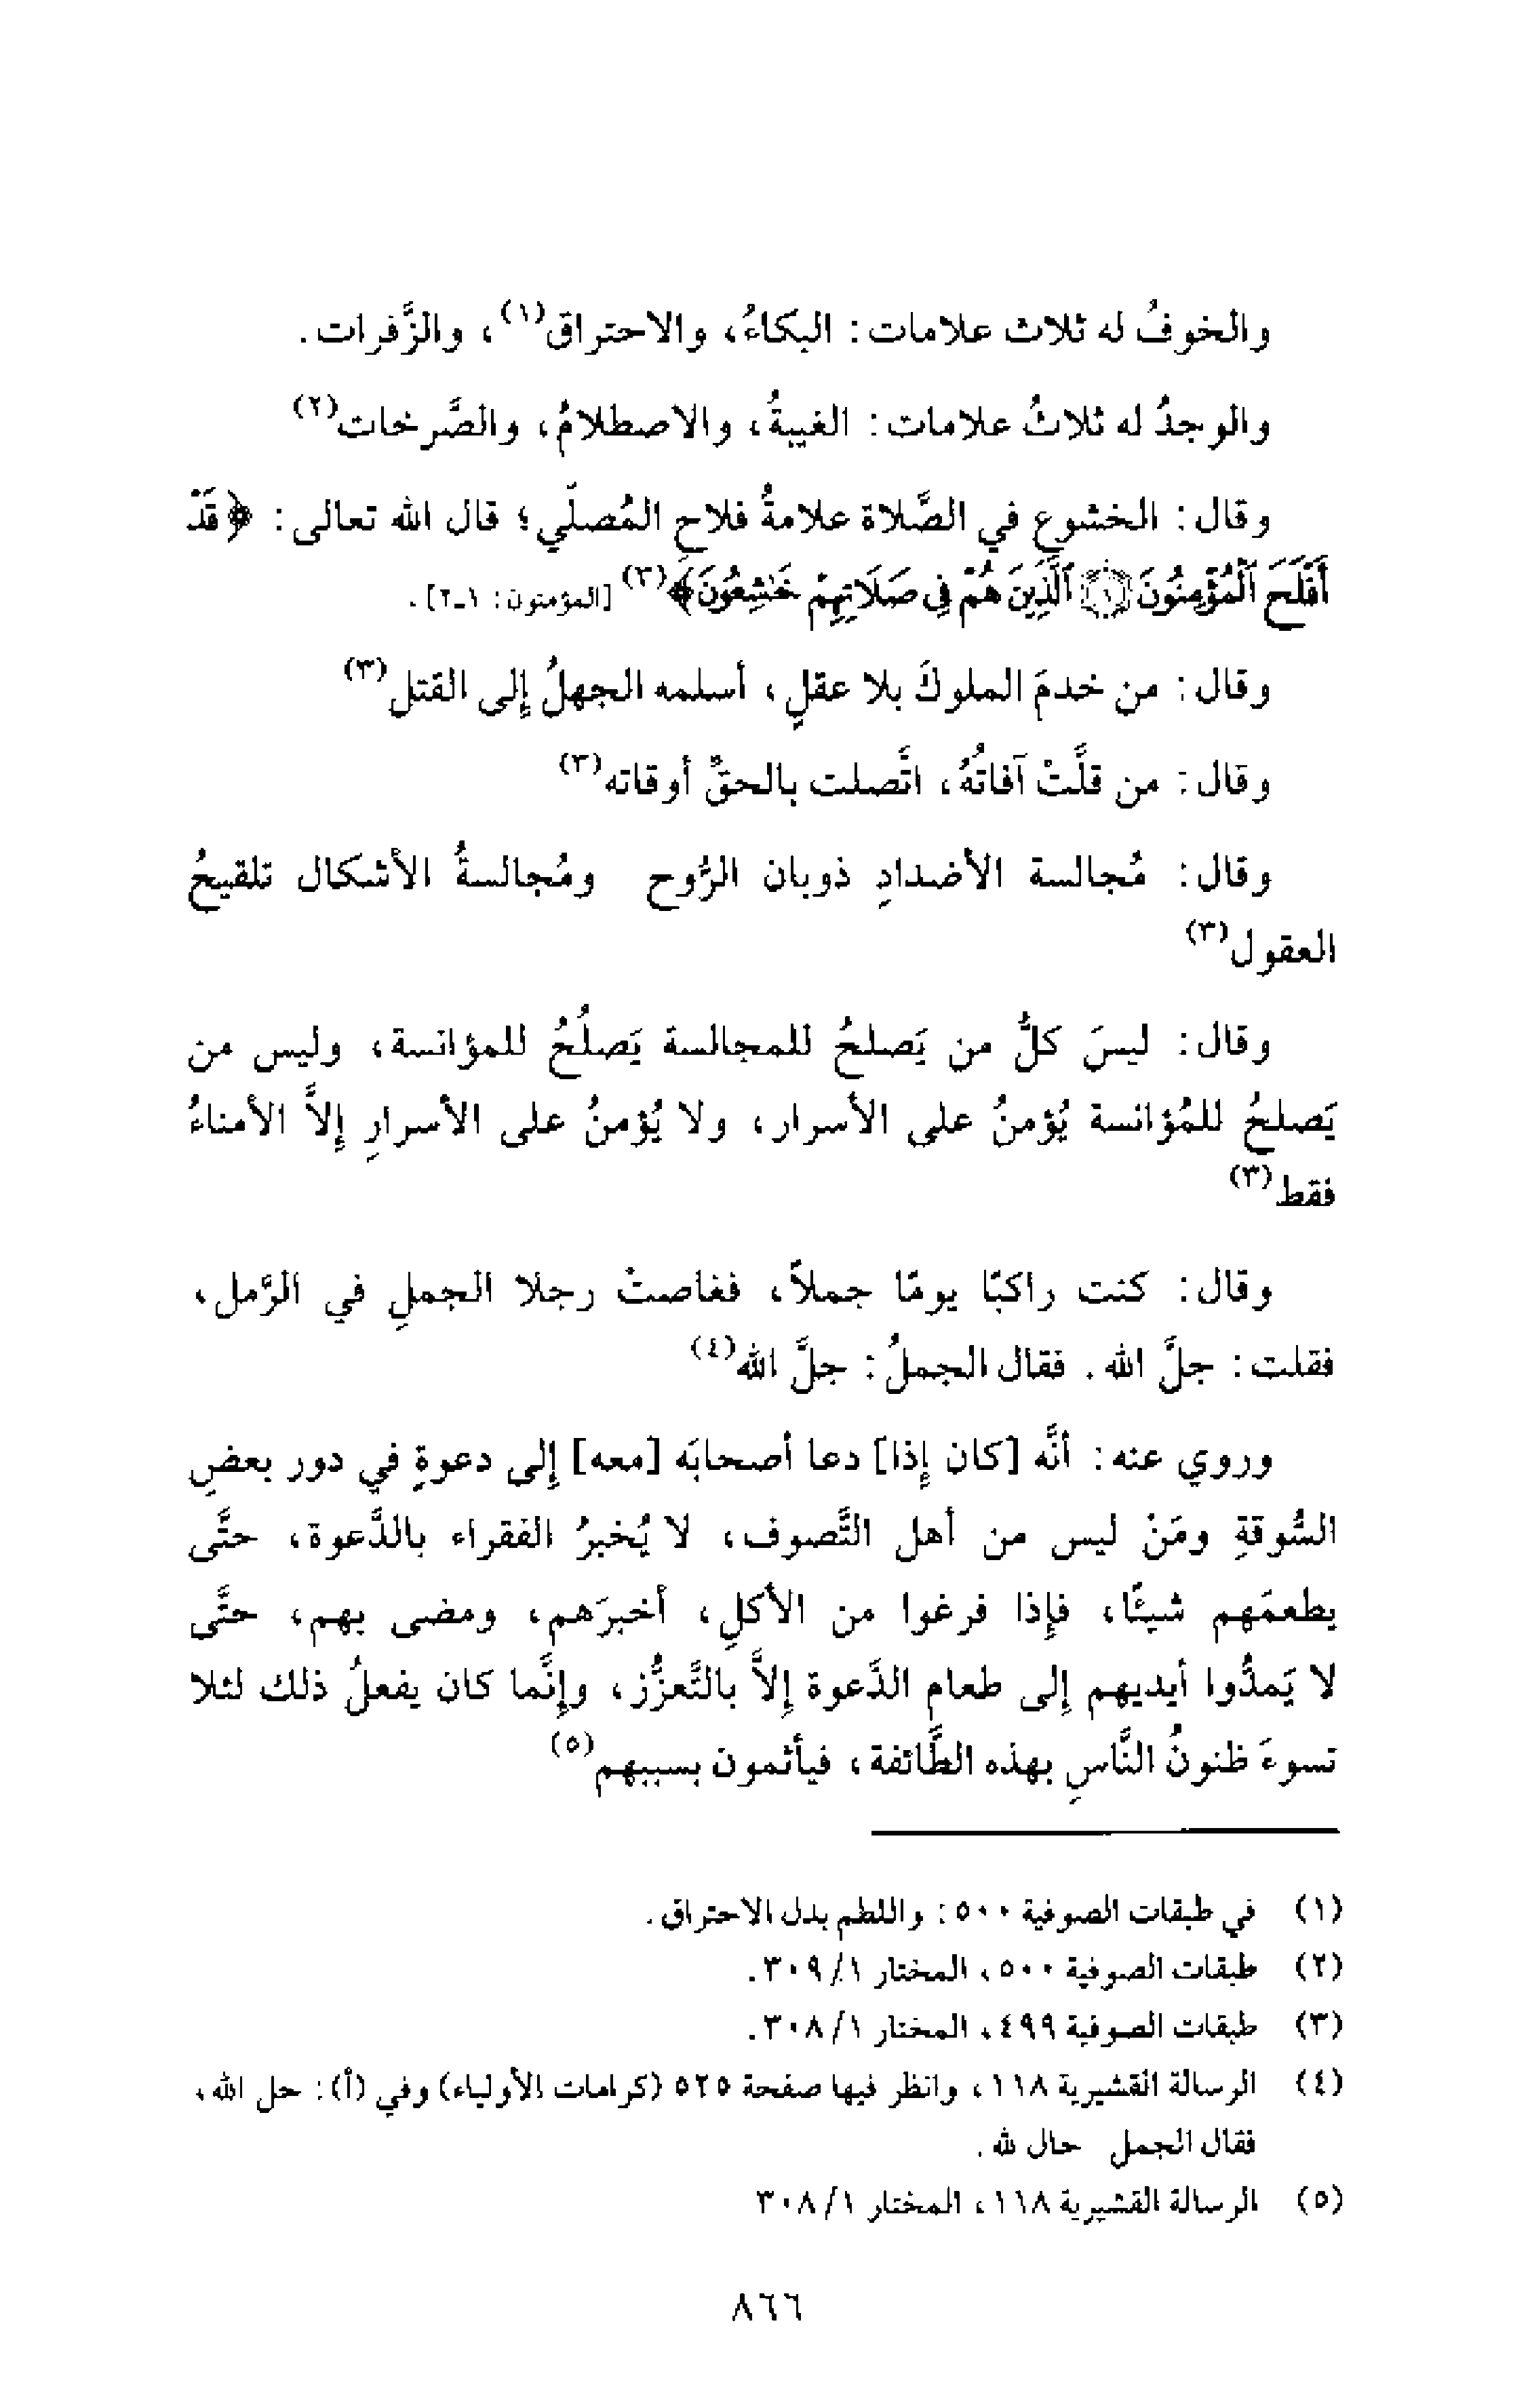 والخوفُ له ثلاث علامات: البكاءُ، والاحتراق(١)، والزَّفرات.
والوجدُ له ثلاثُ علامات: الغيبةُ، والاصطلامُ، والصَّرخات(٢)
وقال: الخشوع في الصَّلاة علامةُ فلاحِ المُصلّي؛ قال الله تعالى: ﴿قَدْ
أَفْلَحَ ٱلْمُؤْمِنُونَ ۝١ ٱلَّذِينَ هُمْ فِى صَلَاتِهِمْ خَٰشِعُونَ﴾(٣) [المؤمنون: ١-٢].
وقال: من خدمَ الملوكَ بلا عقلٍ، أسلمه الجهلُ إلى القتل(٣)
وقال: من قلَّتْ آفاتُهُ، اتَّصلت بالحقِّ أوقاته(٣)
وقال: مُجالسة الأضدادِ ذوبان الرُّوح ومُجالسةُ الأشكال تلقيحُ
العقول(٣)
وقال: ليسَ كلُّ من يَصلحُ للمجالسة يَصلُحُ للمؤانسة، وليس من
يَصلحُ للمُؤانسة يُؤمنُ على الأسرار، ولا يُؤمنُ على الأسرارِ إلاَّ الأمناءُ
فقط(٣)
وقال: كنت راكبًا يومًا جملاً، فغاصتْ رجلا الجملِ في الرَّمل،
فقلت: جلَّ الله. فقال الجملُ: جلَّ الله(٤)
وروي عنه: أنَّه [كان إذا] دعا أصحابَه [معه] إلى دعوةٍ في دور بعضِ
السُّوقةِ ومَنْ ليس من أهل التَّصوف، لا يُخبرُ الفقراء بالدَّعوة، حتَّى
يطعمَهم شيئًا، فإذا فرغوا من الأكلِ، أخبرَهم، ومضى بهم، حتَّى
لا يَمدُّوا أيديهم إلى طعام الدَّعوة إلاَّ بالتَّعزُّز، وإنَّما كان يفعلُ ذلك لئلا
تسوءَ ظنونُ النَّاسِ بهذه الطَّائفة، فيأثمون بسببهم(٥)
(١) في طبقات الصوفية ٥٠٠: واللطم بدل الاحتراق.
(٢) طبقات الصوفية ٥٠٠، المختار ١/٣٠٩.
(٣) طبقات الصوفية ٤٩٩، المختار ١/٣٠٨.
(٤) الرسالة القشيرية ١١٨، وانظر فيها صفحة ٥٢٥ (كرامات الأولياء) وفي (أ): حل الله،
فقال الجمل حال لله.
(٥) الرسالة القشيرية ١١٨، المختار ١/٣٠٨
٨٦٦